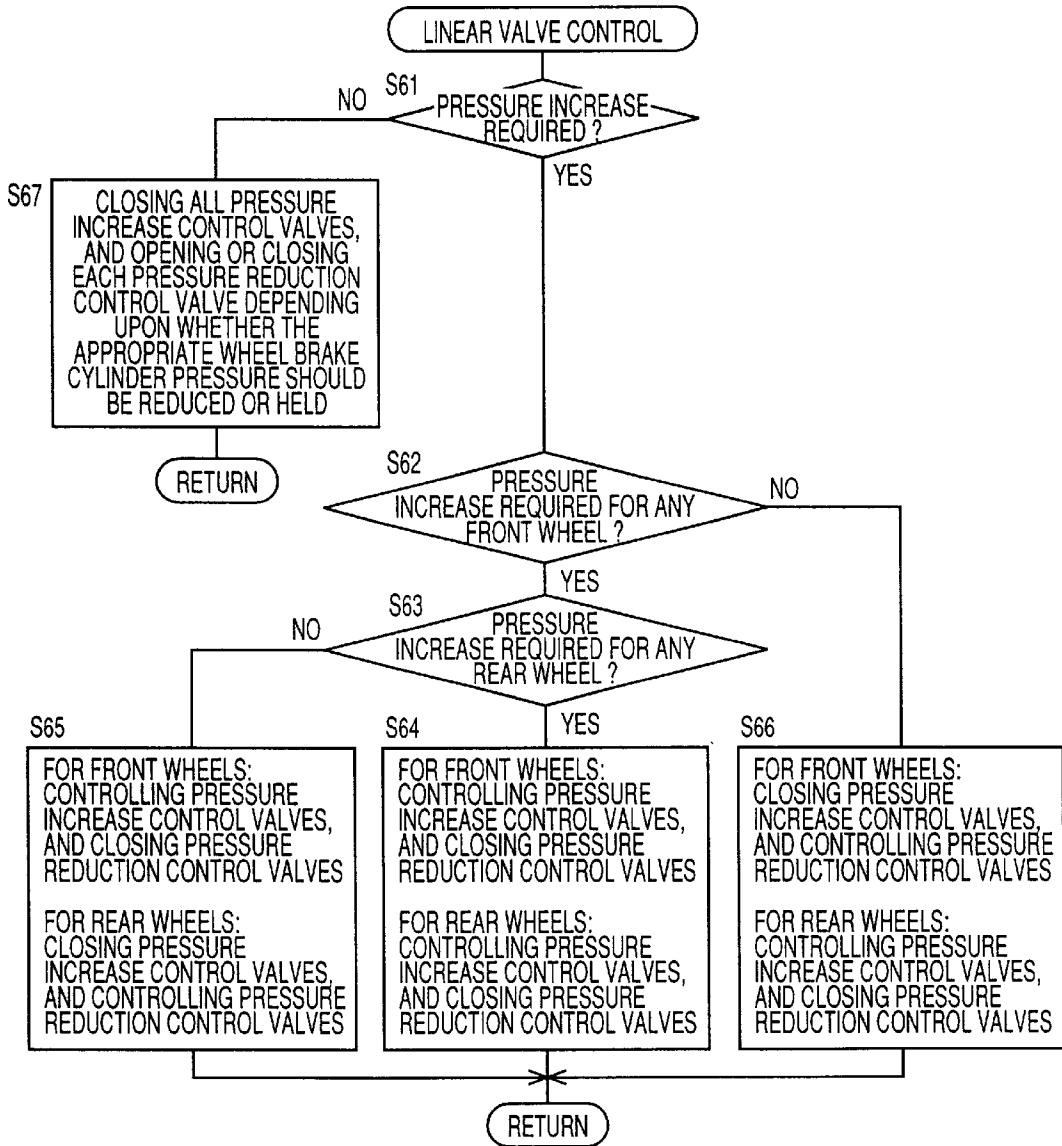 LINEAR VALVE CONTROL
S61
NO
PRESSURE INCREASE
REQUIRED ?
YES
S67
CLOSING ALL PRESSURE
INCREASE CONTROL VALVES,
AND OPENING OR CLOSING
EACH PRESSURE REDUCTION
CONTROL VALVE DEPENDING
UPON WHETHER THE
APPROPRIATE WHEEL BRAKE
CYLINDER PRESSURE SHOULD
BE REDUCED OR HELD
RETURN
S62
PRESSURE
INCREASE REQUIRED FOR ANY
FRONT WHEEL ?
NO
YES
S63
NO
PRESSURE
INCREASE REQUIRED FOR ANY
REAR WHEEL ?
YES
S65
FOR FRONT WHEELS:
CONTROLLING PRESSURE
INCREASE CONTROL VALVES,
AND CLOSING PRESSURE
REDUCTION CONTROL VALVES
FOR REAR WHEELS:
CLOSING PRESSURE
INCREASE CONTROL VALVES,
AND CONTROLLING PRESSURE
REDUCTION CONTROL VALVES
S64
FOR FRONT WHEELS:
CONTROLLING PRESSURE
INCREASE CONTROL VALVES,
AND CLOSING PRESSURE
REDUCTION CONTROL VALVES
FOR REAR WHEELS:
CONTROLLING PRESSURE
INCREASE CONTROL VALVES,
AND CLOSING PRESSURE
REDUCTION CONTROL VALVES
S66
FOR FRONT WHEELS:
CLOSING PRESSURE
INCREASE CONTROL VALVES,
AND CONTROLLING PRESSURE
REDUCTION CONTROL VALVES
FOR REAR WHEELS:
CONTROLLING PRESSURE
INCREASE CONTROL VALVES,
AND CLOSING PRESSURE
REDUCTION CONTROL VALVES
RETURN